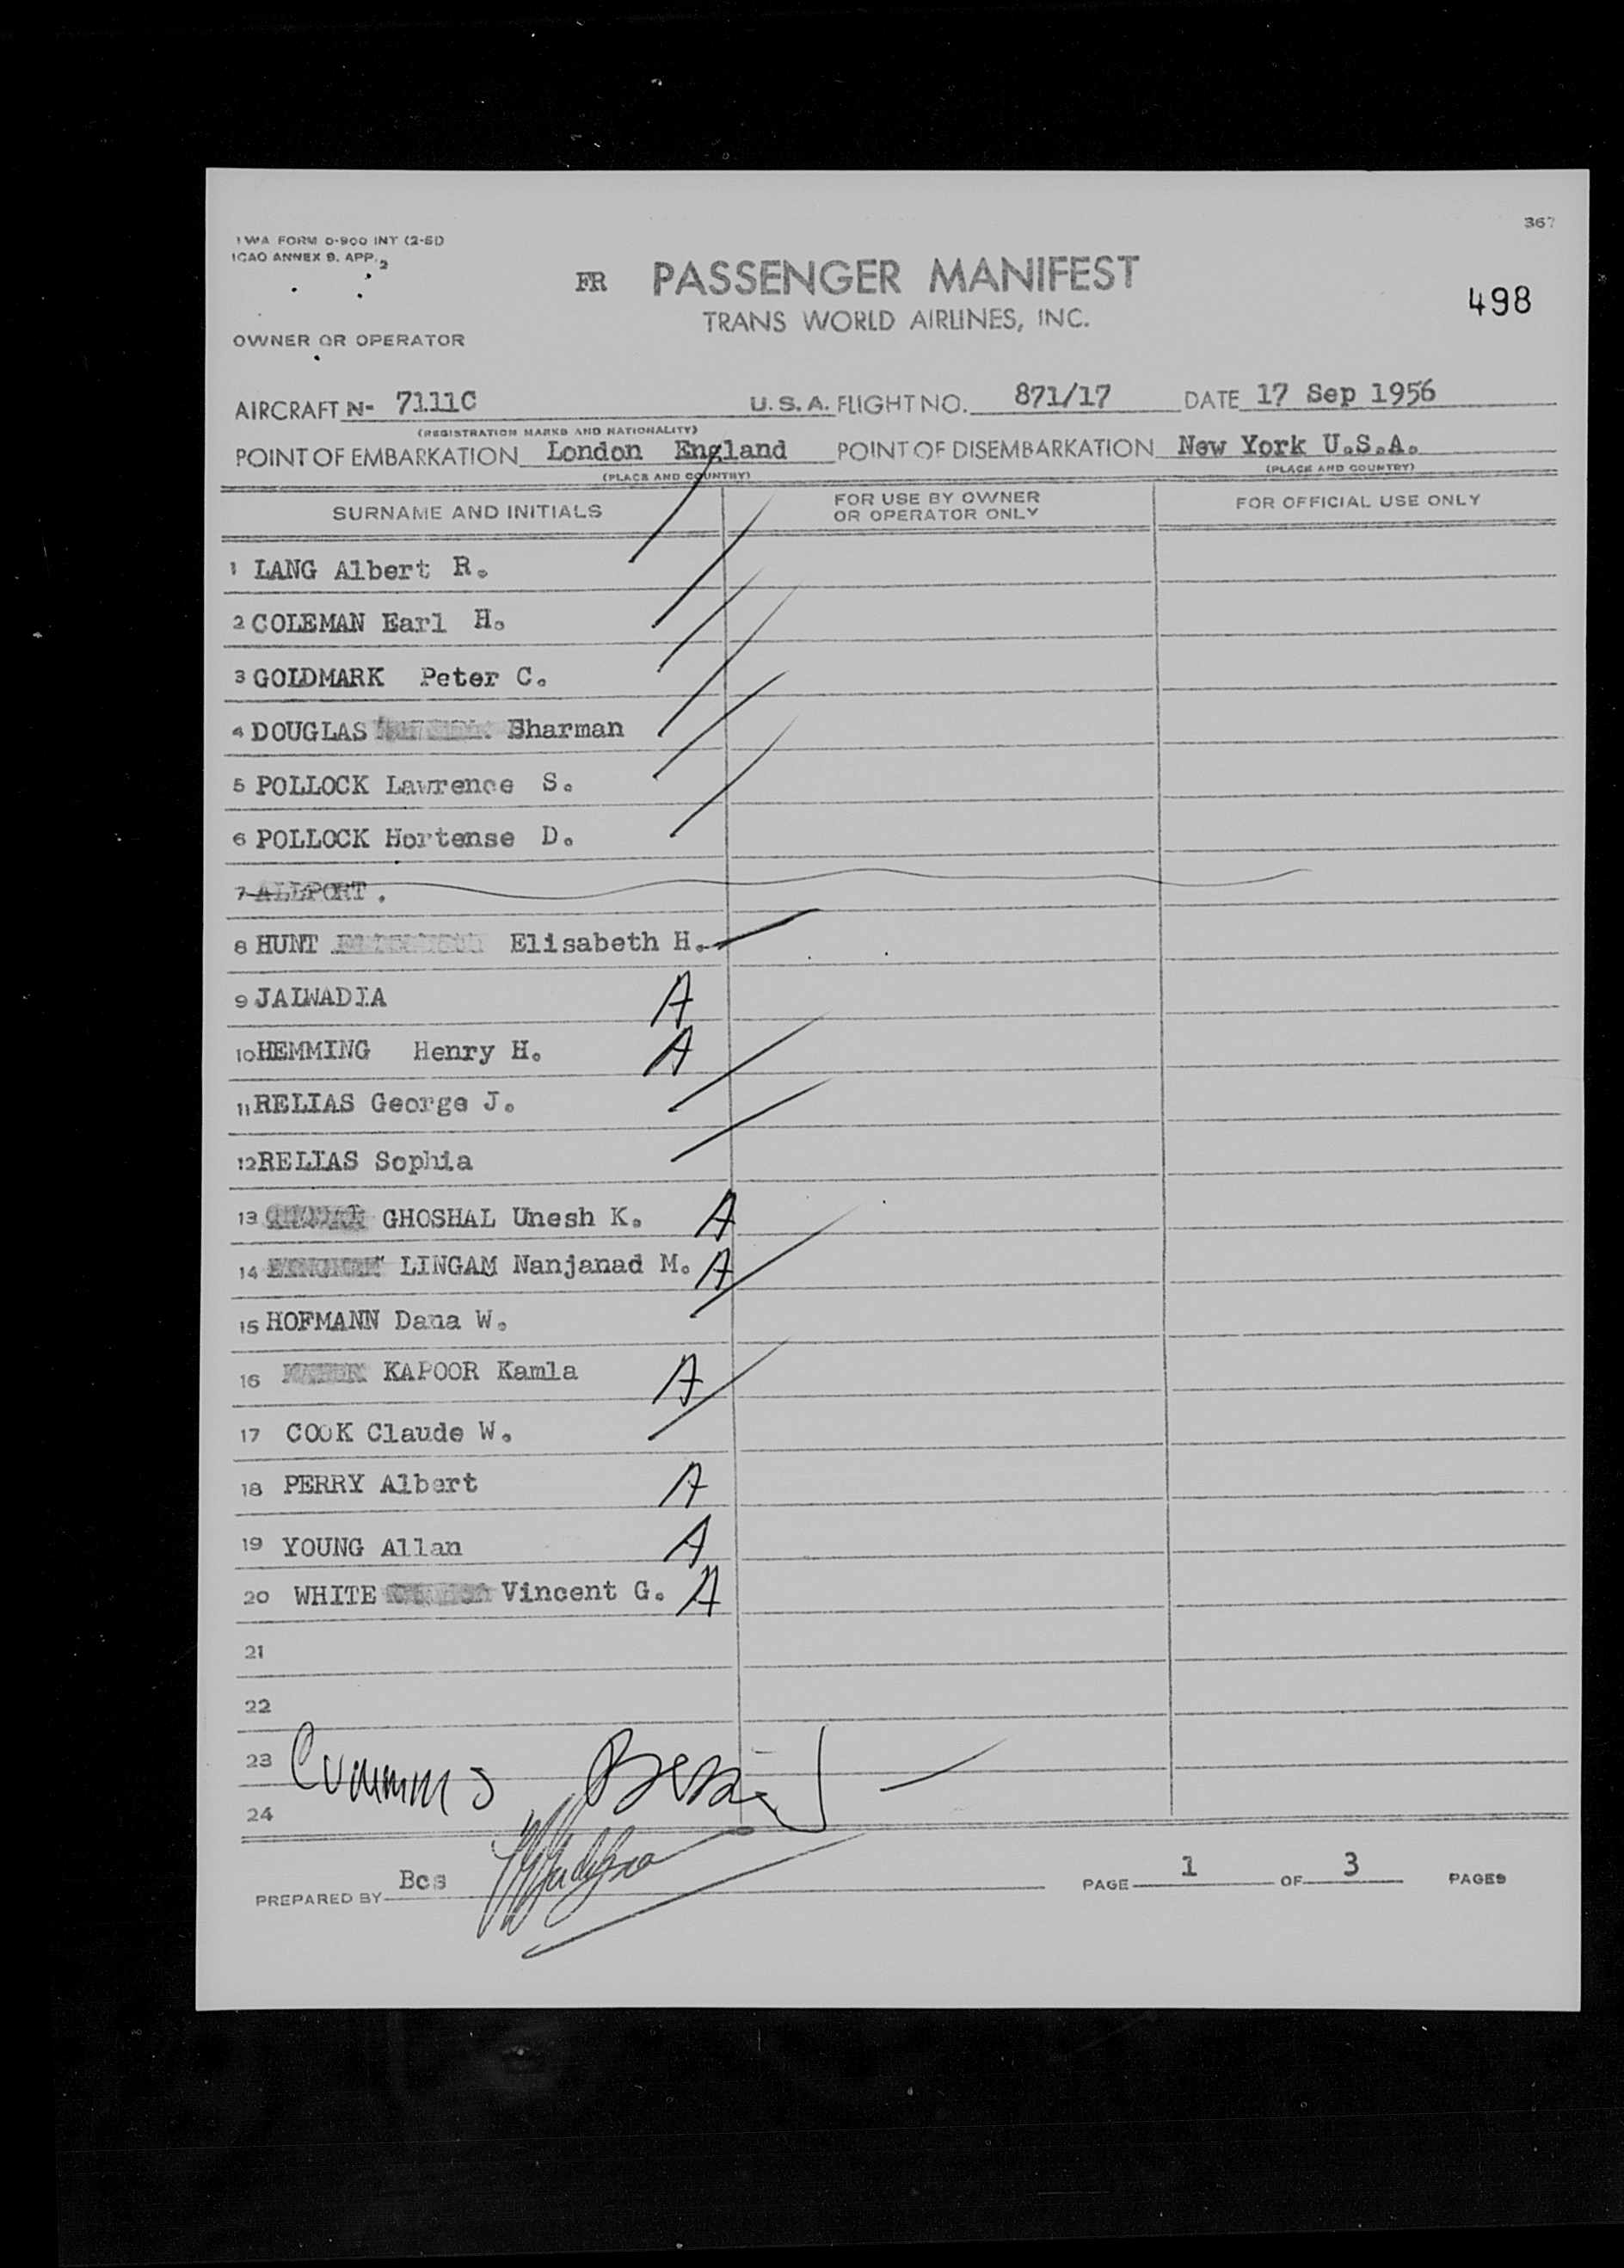 367
TWA FORM 0-900 INT (2-51)
ICAO ANNEX 9. APP. 2
FR PASSENGER MANIFEST
498
TRANS WORLD AIRLINES, INC.
OWNER OR OPERATOR
AIRCRAFT N- 7111C U.S.A. FLIGHT NO. 871/17 DATE 17 Sep 1956
(REGISTRATION MARKS AND NATIONALITY)
POINT OF EMBARKATION London England POINT OF DISEMBARKATION New York U.S.A.
(PLACE AND COUNTRY) (PLACE AND COUNTRY)
SURNAME AND INITIALS FOR USE BY OWNER OR OPERATOR ONLY FOR OFFICIAL USE ONLY
1 LANG Albert R.
2 COLEMAN Earl H.
3 GOLDMARK Peter C.
4 DOUGLAS Sharman
5 POLLOCK Lawrence S.
6 POLLOCK Hortense D.
7 ALLPORT.
8 HUNT Elisabeth H.
9 JAIWADIA A
10 HEMMING Henry H. A
11 RELIAS George J.
12 RELIAS Sophia
13 GHOSHAL Unesh K. A
14 LINGAM Nanjanad M. A
15 HOFMANN Dana W.
16 KAPOOR Kamla A
17 COOK Claude W.
18 PERRY Albert A
19 YOUNG Allan A
20 WHITE Vincent G. A
21
22
23 Cummins
24
PREPARED BY Bcs PAGE 1 OF 3 PAGES